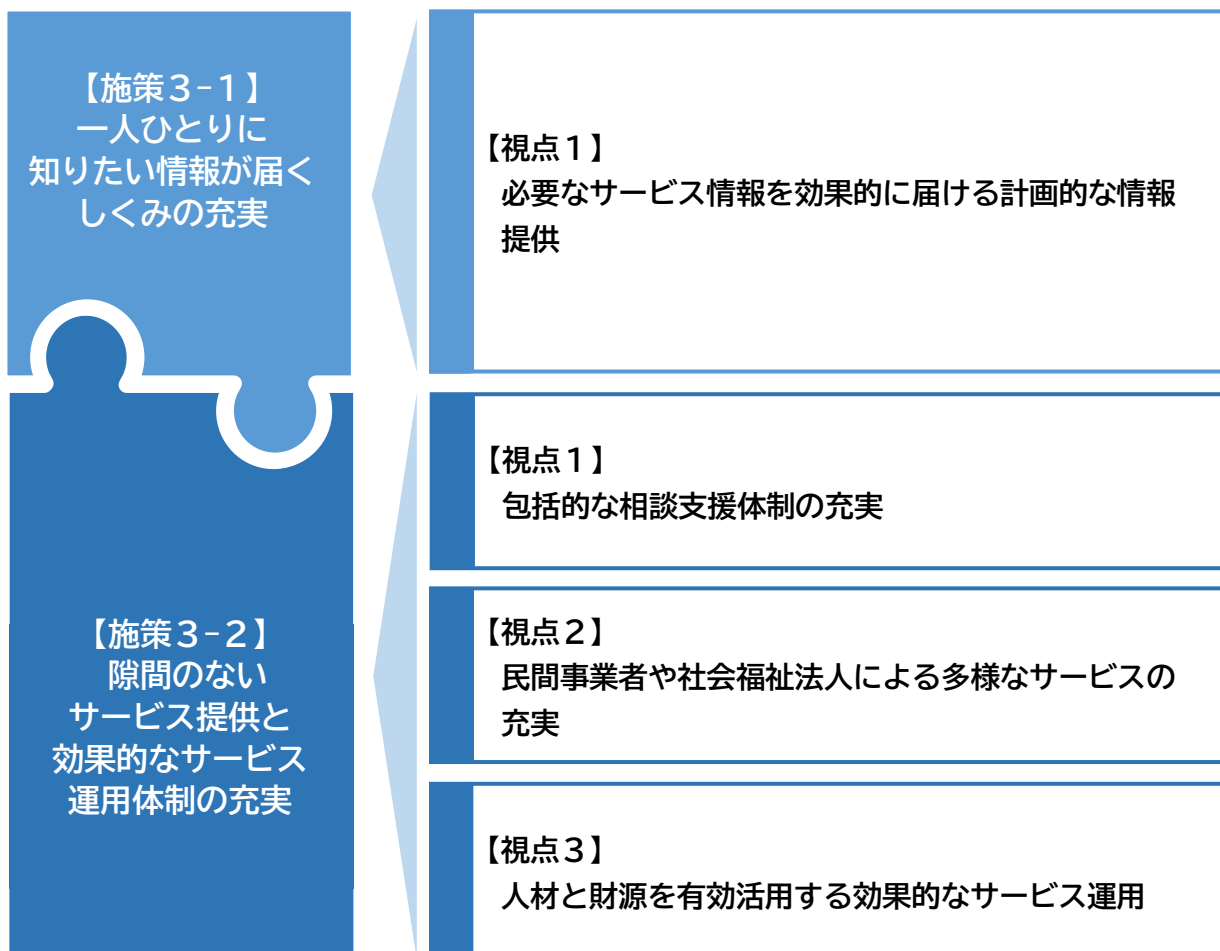 【施策3-1】
一人ひとりに
知りたい情報が届く
しくみの充実
【視点1】
必要なサービス情報を効果的に届ける計画的な情報
提供
【施策3-2】
隙間のない
サービス提供と
効果的なサービス
運用体制の充実
【視点1】
包括的な相談支援体制の充実
【視点2】
民間事業者や社会福祉法人による多様なサービスの
充実
【視点3】
人材と財源を有効活用する効果的なサービス運用